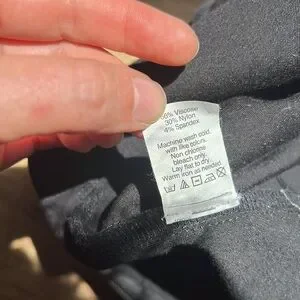 66% Viscose
30% Nylon
4% Spandex
Machine wash cold.
with like colors.
Non chlorine
bleach only.
Lay flat to dry.
Warm iron as needed.